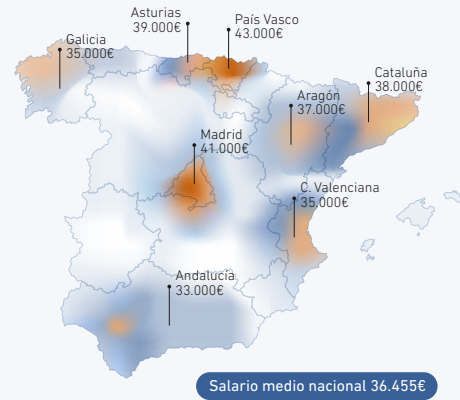 Asturias
39.000€
País Vasco
43.000€
Galicia
35.000€
Cataluña
38.000€
Aragón
37.000€
Madrid
41.000€
C. Valenciana
35.000€
Andalucía
33.000€
Salario medio nacional 36.455€